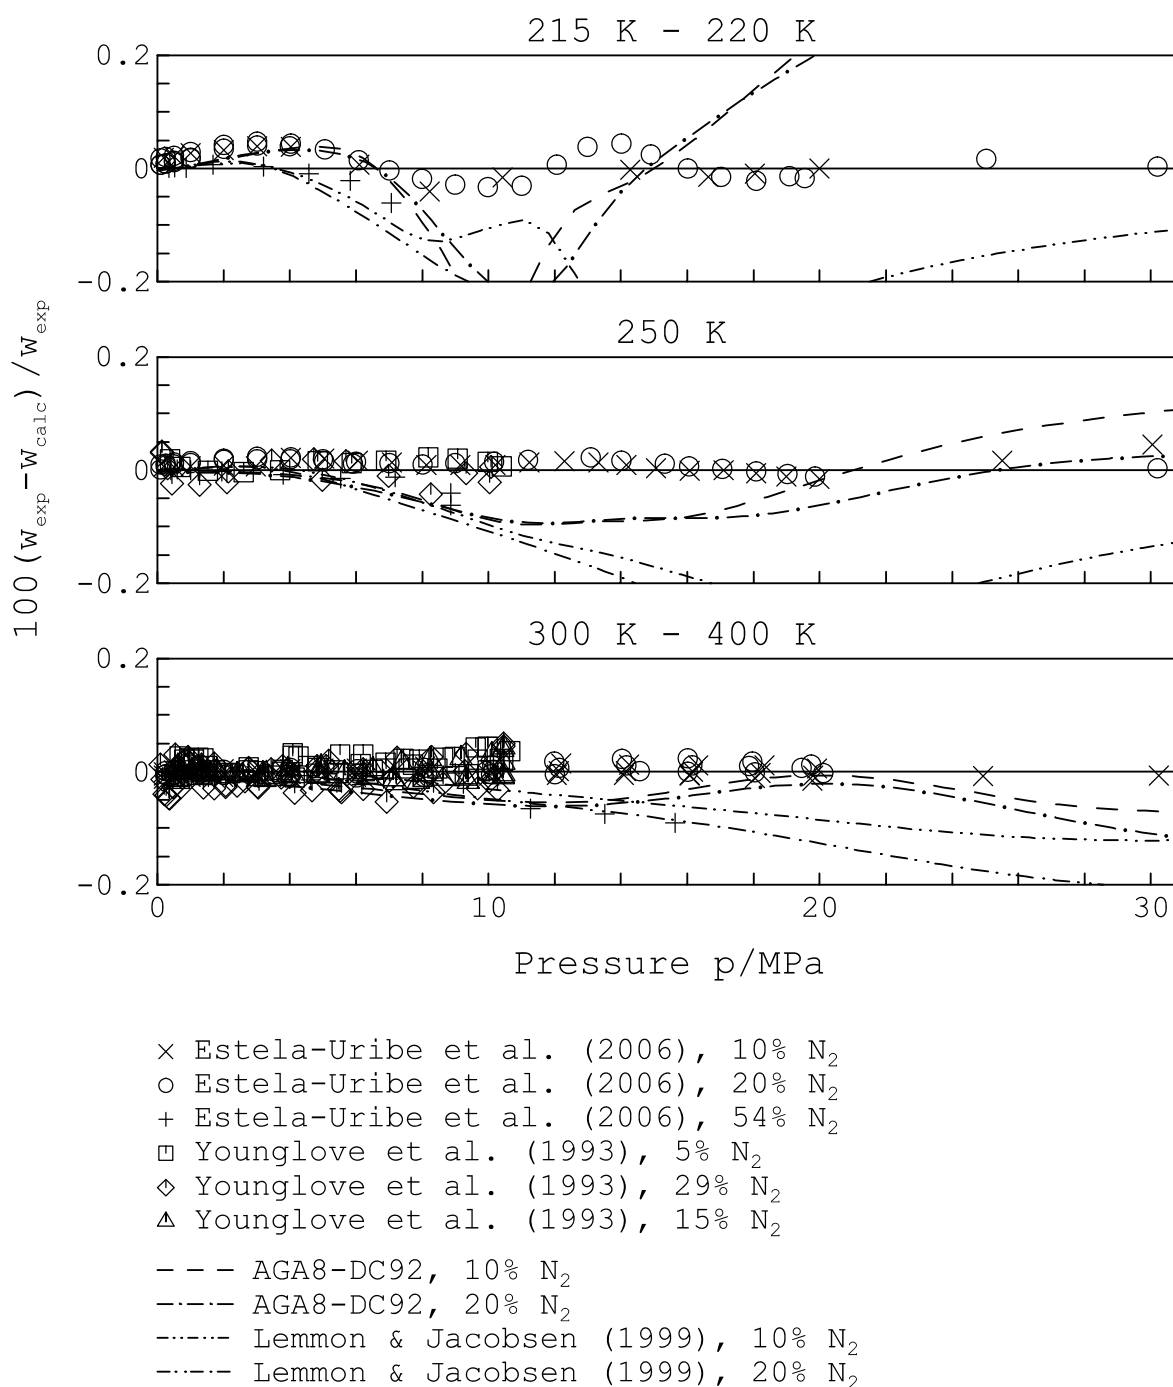 215 K - 220 K
0.2
0
-0.2
250 K
0.2
0
-0.2
100(w_exp-w_calc)/w_exp
300 K - 400 K
0.2
0
-0.2
0 10 20 30
Pressure p/MPa
× Estela-Uribe et al. (2006), 10% N₂
○ Estela-Uribe et al. (2006), 20% N₂
+ Estela-Uribe et al. (2006), 54% N₂
Younglove et al. (1993), 5% N₂
Younglove et al. (1993), 29% N₂
Younglove et al. (1993), 15% N₂
AGA8-DC92, 10% N₂
AGA8-DC92, 20% N₂
Lemmon & Jacobsen (1999), 10% N₂
Lemmon & Jacobsen (1999), 20% N₂